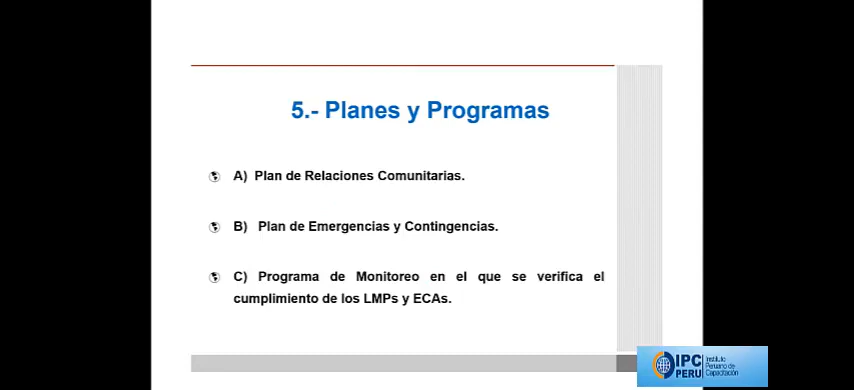 5.- Planes y Programas
A) Plan de Relaciones Comunitarias.
B) Plan de Emergencias y Contingencias.
C) Programa de Monitoreo en el que se verifica el
cumplimiento de los LMPs y ECAs.
IPC
PERU
Instituto
Peruano de
Capacitación